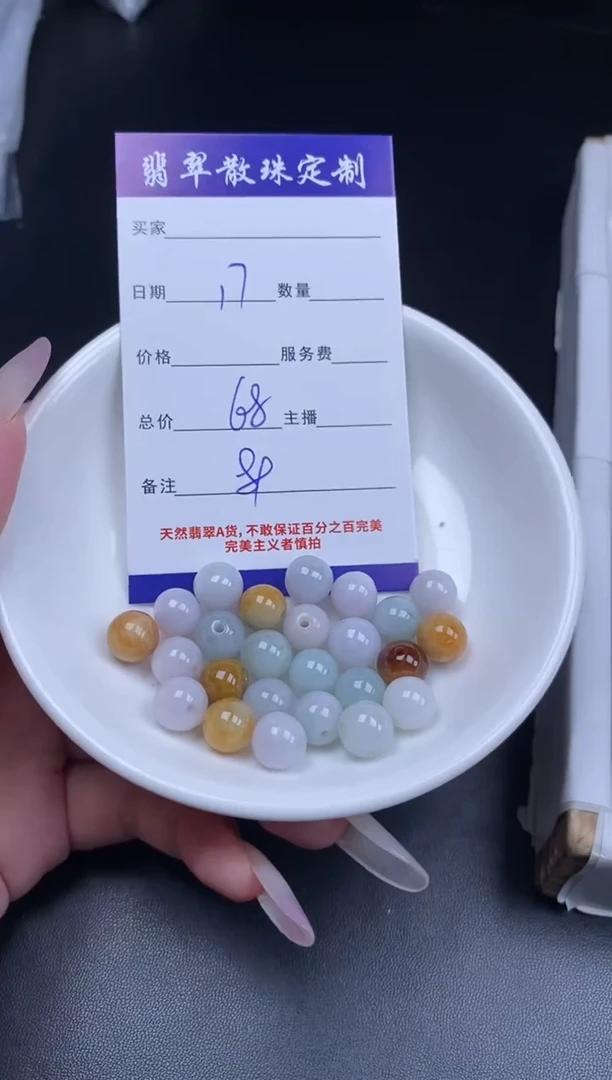 翡翠散珠定制
买家
日期 17 数量
价格 服务费
总价 68 主播
备注
天然翡翠A货,不敢保证百分之百完美
完美主义者慎拍